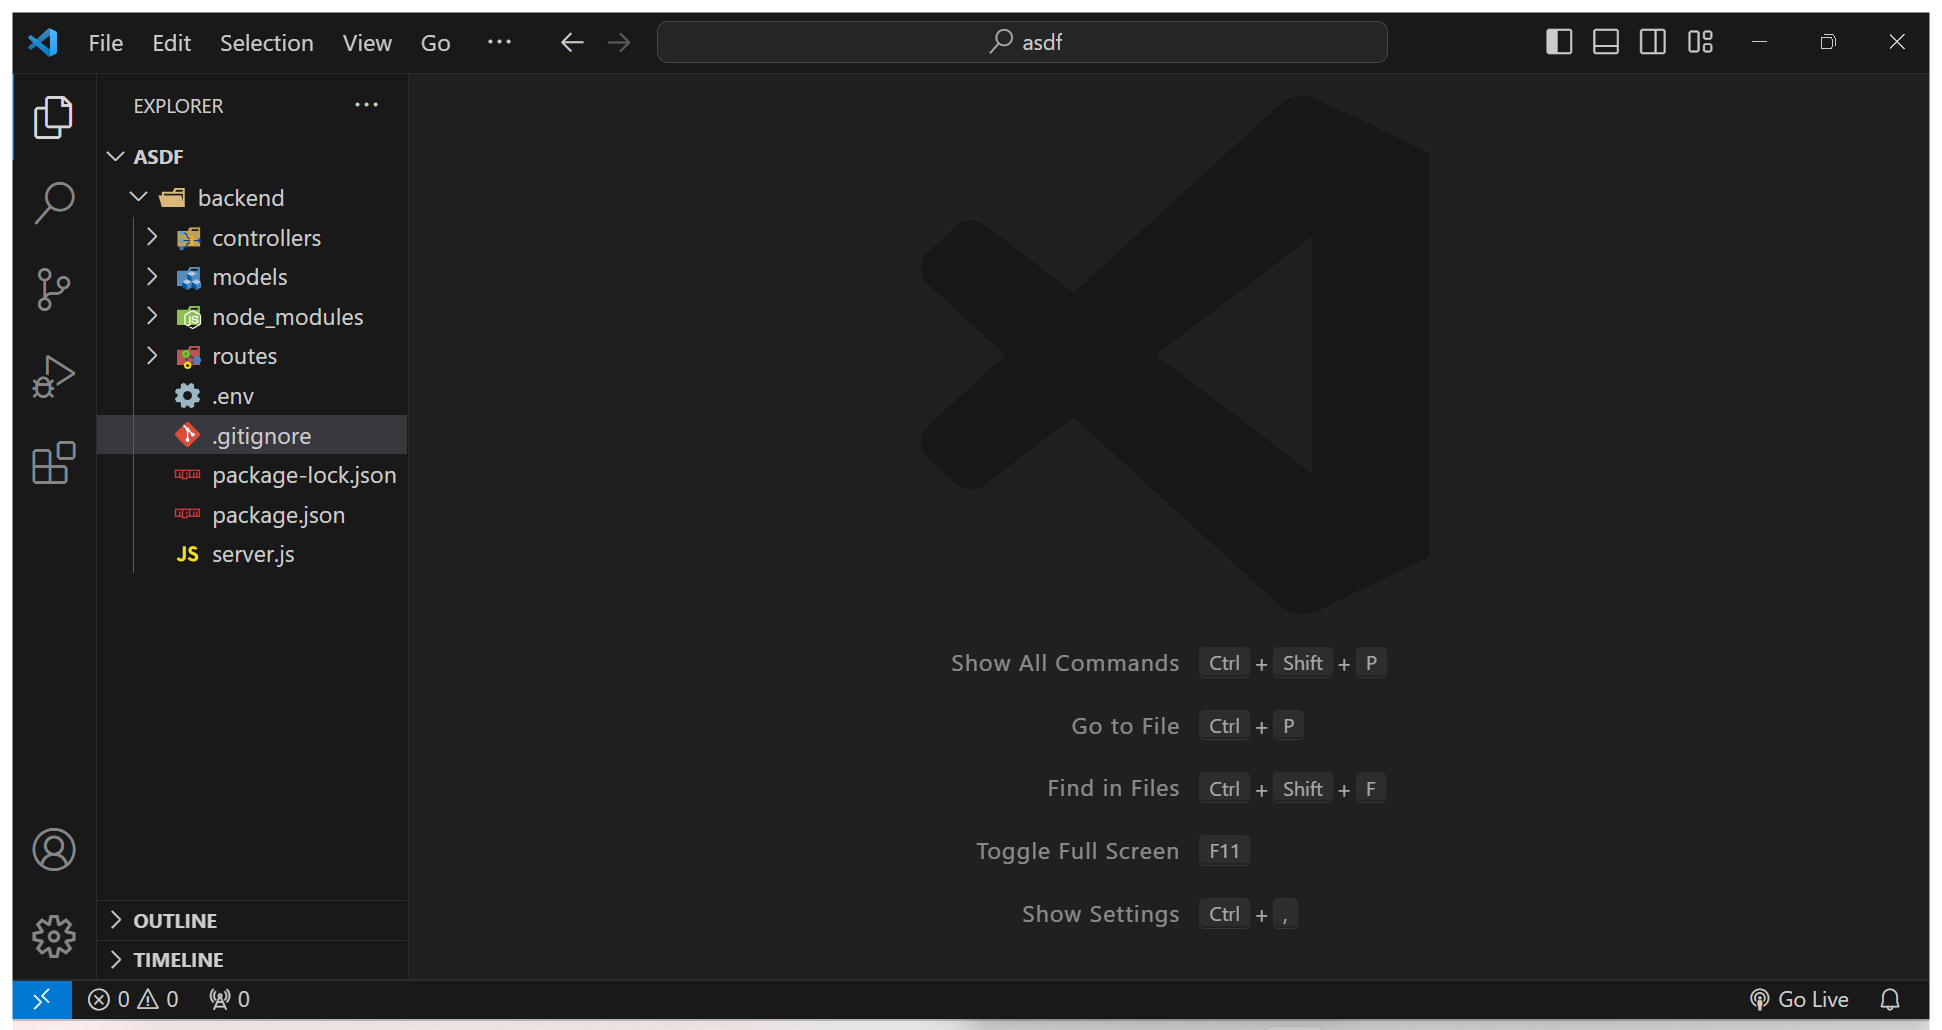 File Edit Selection View Go ··· asdf
EXPLORER ···
ASDF
backend
controllers
models
node_modules
routes
.env
.gitignore
package-lock.json
package.json
JS server.js
Show All Commands Ctrl + Shift + P
Go to File Ctrl + P
Find in Files Ctrl + Shift + F
Toggle Full Screen F11
Show Settings Ctrl + ,
OUTLINE
TIMELINE
0 0 0 Go Live